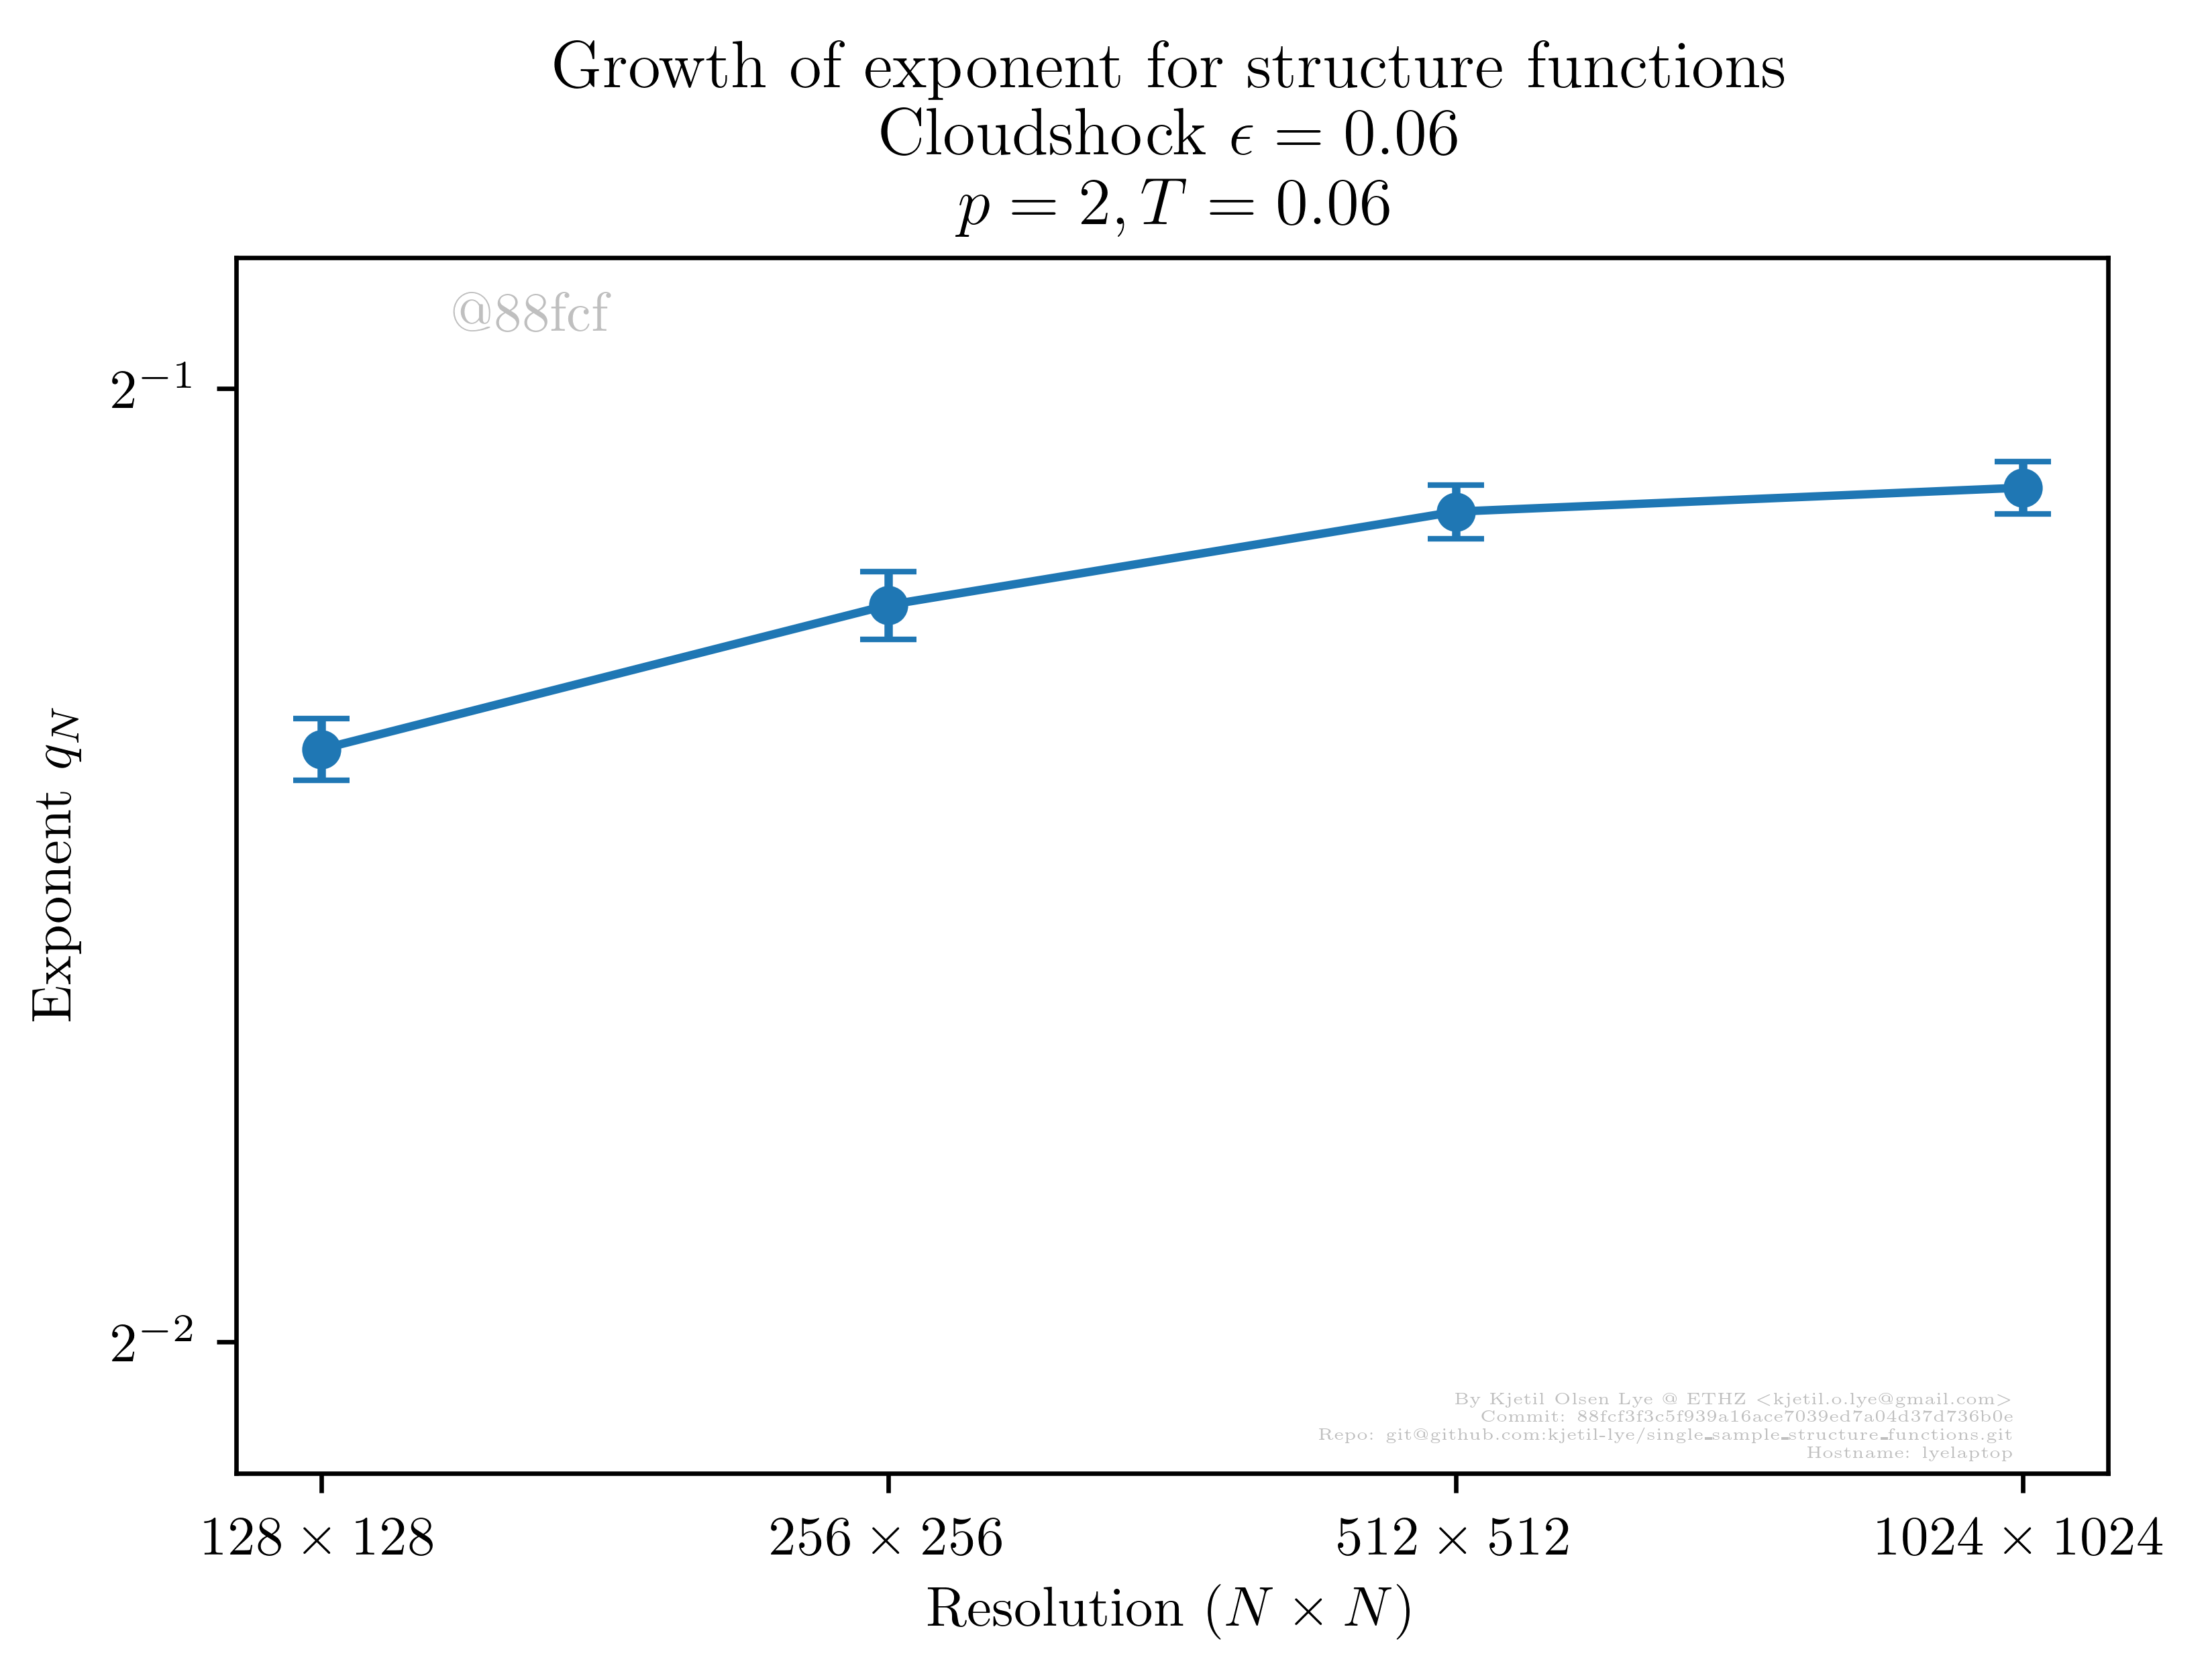 Growth of exponent for structure functions
Cloudshock ϵ = 0.06
p = 2, T = 0.06
@88fcf
2⁻¹
Exponent q_N
2⁻²
By Kjetil Olsen Lye @ ETHZ <kjetil.o.lye@gmail.com>
Commit: 88fcf3f3c5f939a16ace7039ed7a04d37d736b0e
Repo: git@github.com:kjetil-lye/single_sample_structure_functions.git
Hostname: lyelaptop
128 × 128 256 × 256 512 × 512 1024 × 1024
Resolution (N × N)